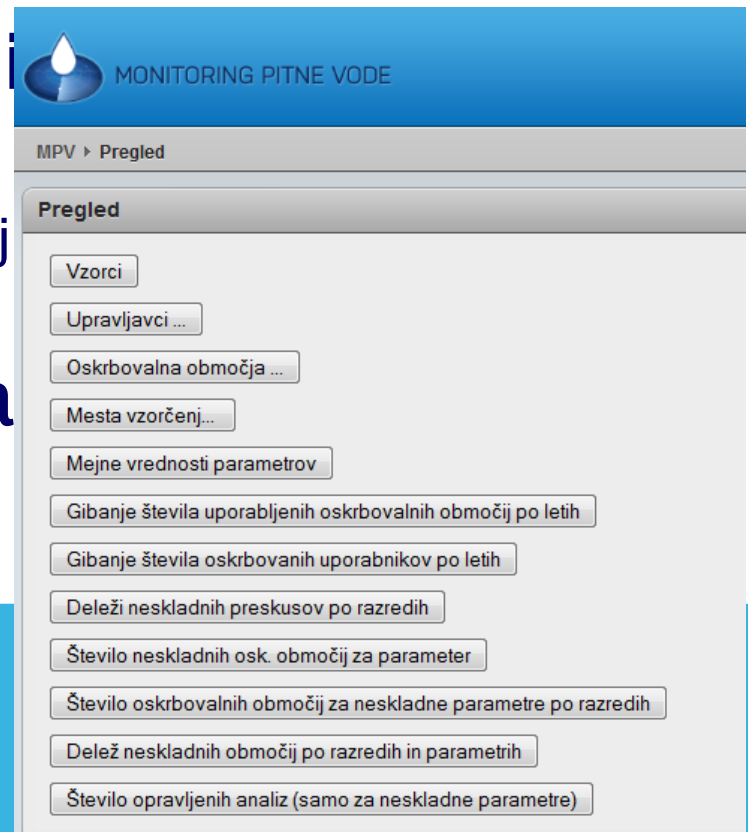 i
MONITORING PITNE VODE
MPV ▸ Pregled
Pregled
j
Vzorci
Upravljavci ...
Oskrbovalna območja ...
a
Mesta vzorčenj...
Mejne vrednosti parametrov
Gibanje števila uporabljenih oskrbovalnih območij po letih
Gibanje števila oskrbovanih uporabnikov po letih
Deleži neskladnih preskusov po razredih
Število neskladnih osk. območij za parameter
Število oskrbovalnih območij za neskladne parametre po razredih
Delež neskladnih območij po razredih in parametrih
Število opravljenih analiz (samo za neskladne parametre)